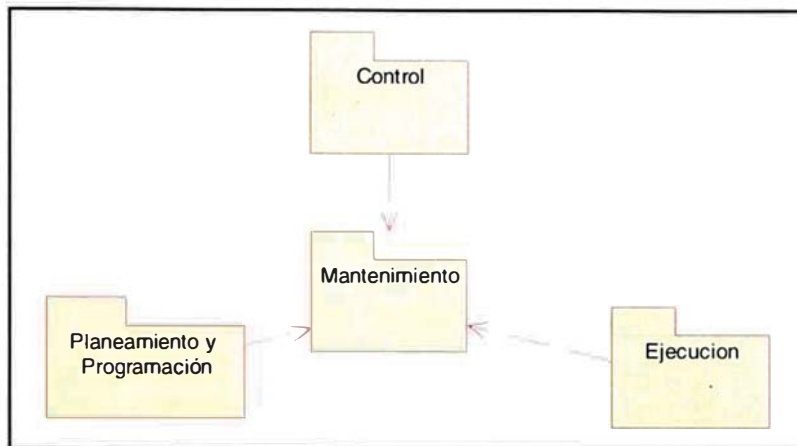 Control
Mantenimiento
Planeamiento y
Programación
Ejecucion